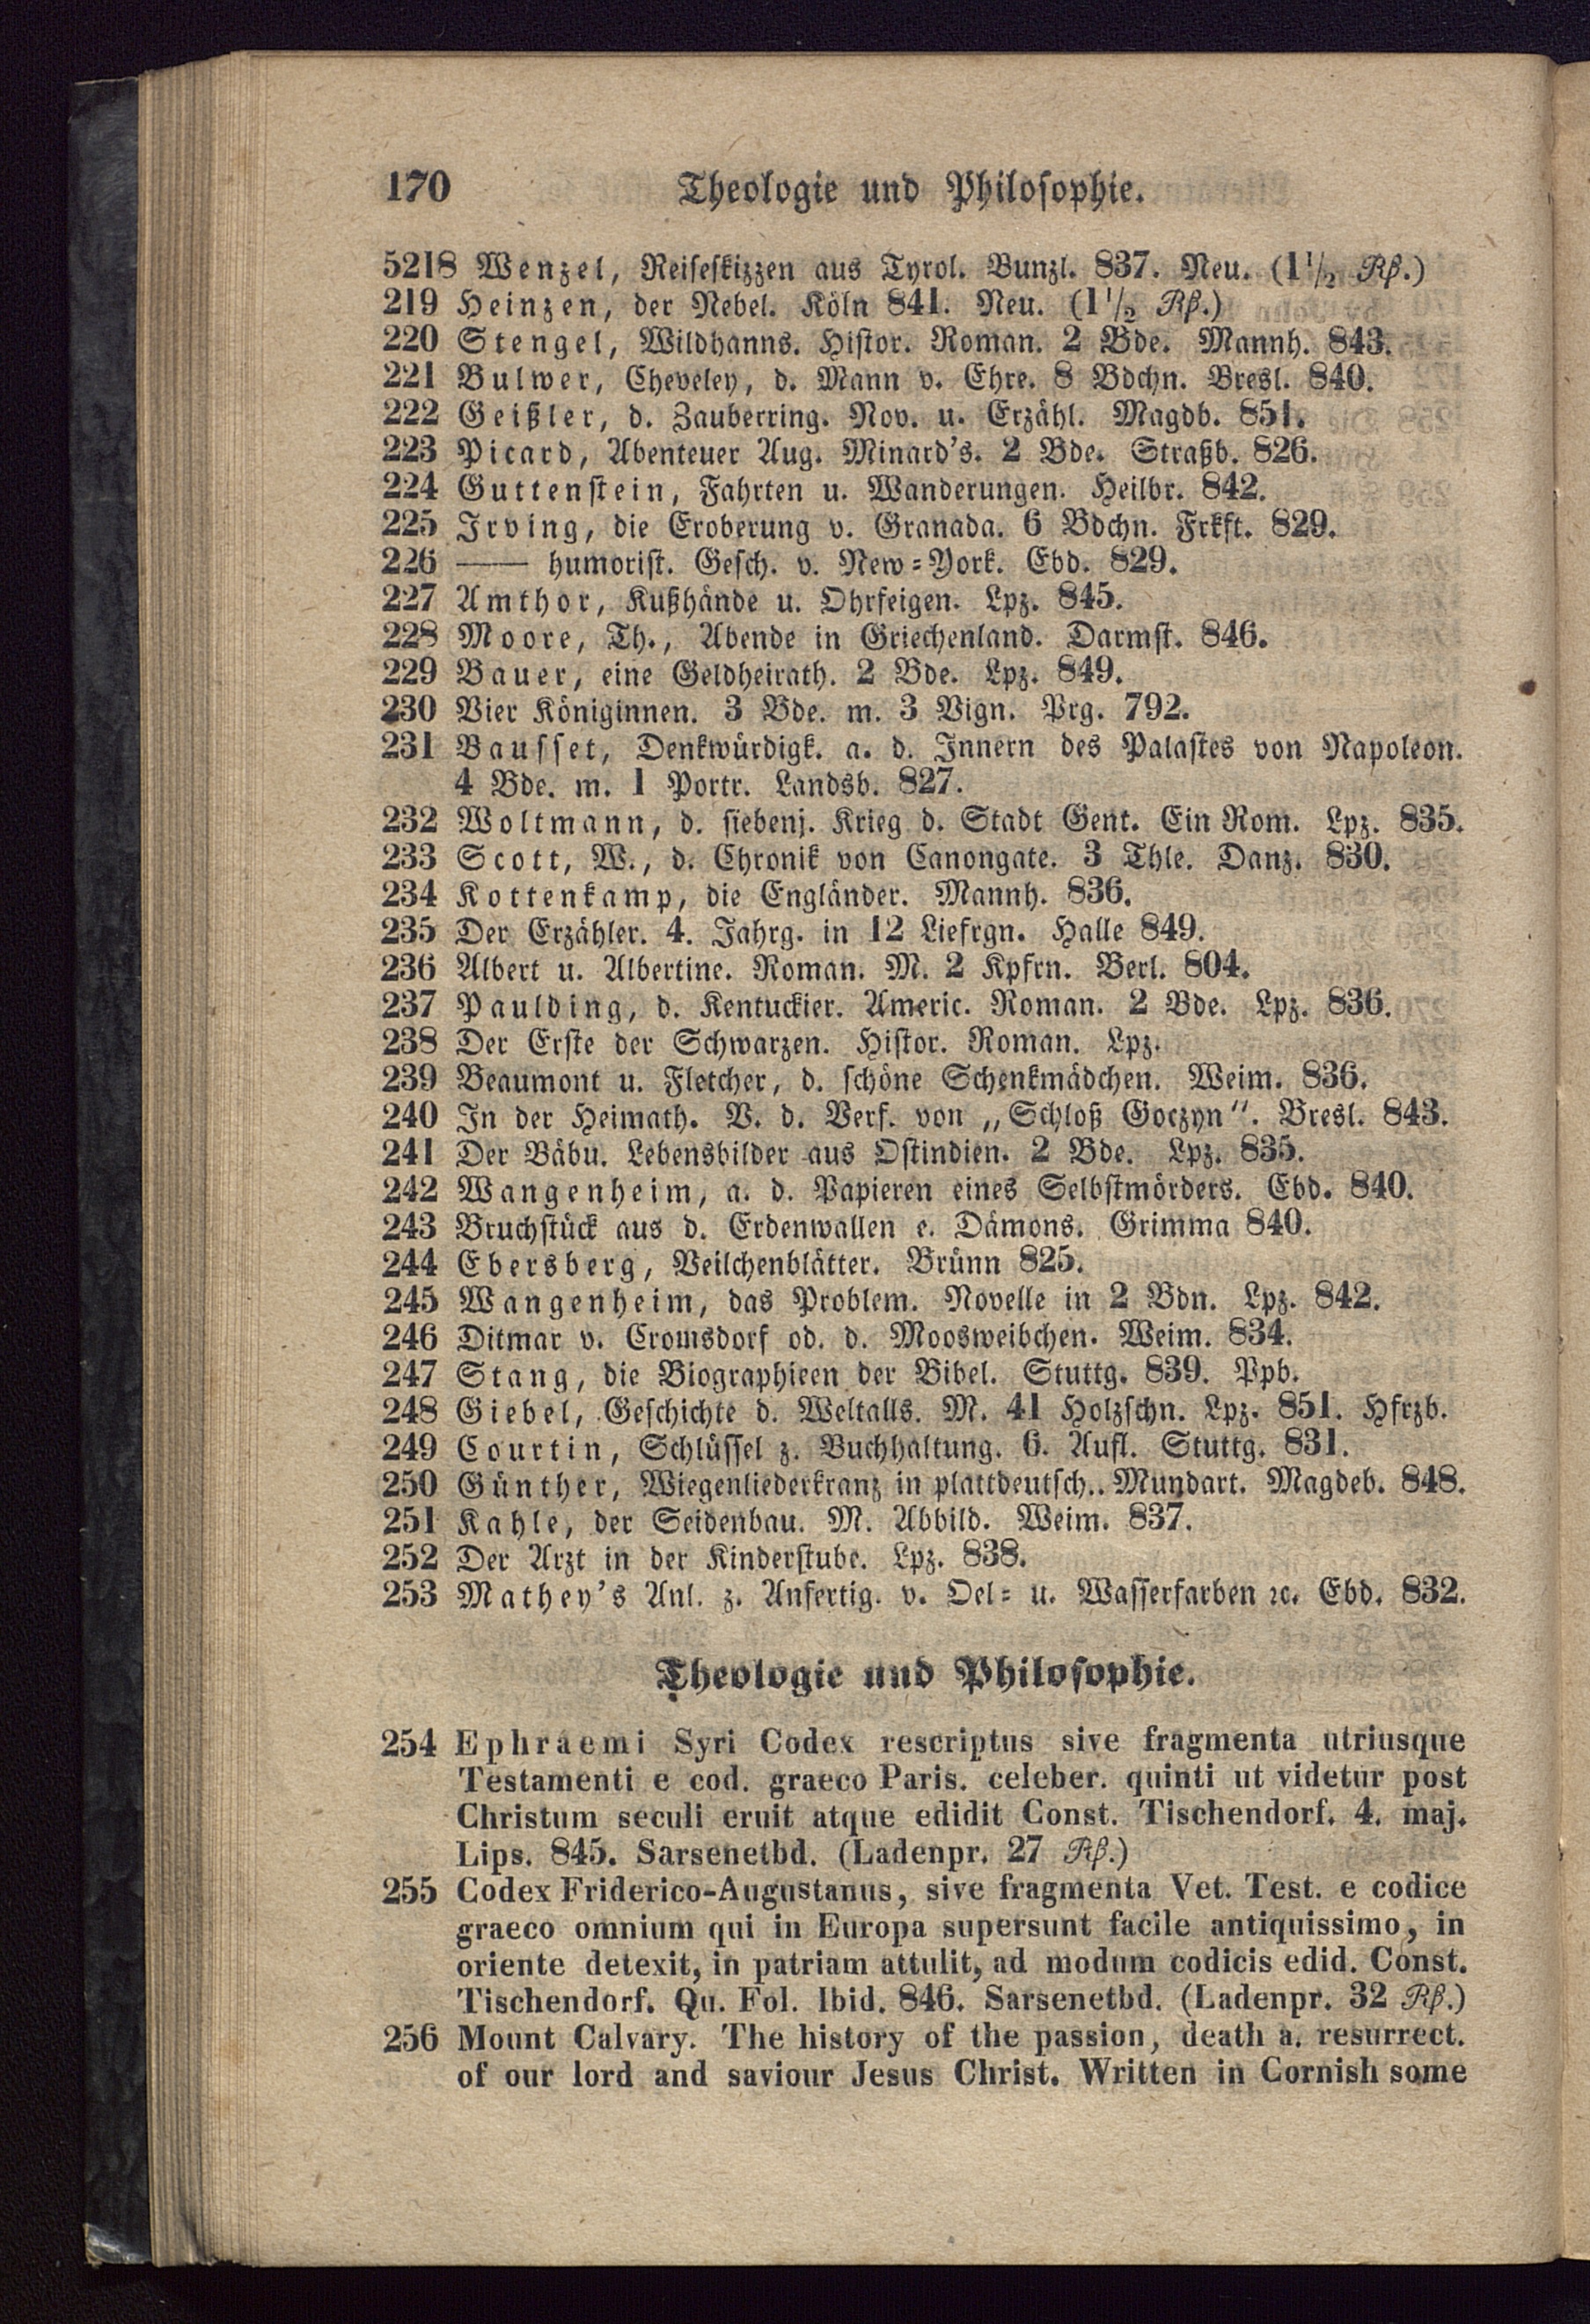 170 Theologie und Philosophie.
5218 Wenzel, Reiseskizzen aus Tyrol. Bunzl. 837. Neu. (1½ Rß.)
219 Heinzen, der Nebel. Köln 841. Neu. (1½ Rß.)
220 Stengel, Wildhanns. Histor. Roman. 2 Bde. Mannh. 843.
221 Bulwer, Cheveley, d. Mann v. Ehre. 8 Bdchn. Bresl. 840.
222 Geißler, d. Zauberring. Nov. u. Erzähl. Magdb. 851.
223 Picard, Abenteuer Aug. Minard's. 2 Bde. Straßb. 826.
224 Guttenstein, Fahrten u. Wanderungen. Heilbr. 842.
225 Irving, die Eroberung v. Granada. 6 Bdchn. Frkft. 829.
226 —— humorist. Gesch. v. New=York. Ebd. 829.
227 Amthor, Kußhände u. Ohrfeigen. Lpz. 845.
228 Moore, Th., Abende in Griechenland. Darmst. 846.
229 Bauer, eine Geldheirath. 2 Bde. Lpz. 849.
230 Vier Königinnen. 3 Bde. m. 3 Vign. Prg. 792.
231 Bausset, Denkwürdigk. a. d. Innern des Palastes von Napoleon.
4 Bde. m. 1 Portr. Landsb. 827.
232 Woltmann, d. siebenj. Krieg d. Stadt Gent. Ein Rom. Lpz. 835.
233 Scott, W., d. Chronik von Canongate. 3 Thle. Danz. 830.
234 Kottenkamp, die Engländer. Mannh. 836.
235 Der Erzähler. 4. Jahrg. in 12 Liefrgn. Halle 849.
236 Albert u. Albertine. Roman. M. 2 Kpfrn. Berl. 804.
237 Paulding, d. Kentuckier. Americ. Roman. 2 Bde. Lpz. 836.
238 Der Erste der Schwarzen. Histor. Roman. Lpz.
239 Beaumont u. Fletcher, d. schöne Schenkmädchen. Weim. 836.
240 In der Heimath. V. d. Verf. von „Schloß Goczyn“. Bresl. 843.
241 Der Bäbu. Lebensbilder aus Ostindien. 2 Bde. Lpz. 835.
242 Wangenheim, a. d. Papieren eines Selbstmörders. Ebd. 840.
243 Bruchstück aus d. Erdenwallen e. Dämons. Grimma 840.
244 Ebersberg, Veilchenblätter. Brünn 825.
245 Wangenheim, das Problem. Novelle in 2 Bdn. Lpz. 842.
246 Ditmar v. Cromsdorf od. d. Moosweibchen. Weim. 834.
247 Stang, die Biographieen der Bibel. Stuttg. 839. Ppb.
248 Giebel, Geschichte d. Weltalls. M. 41 Holzschn. Lpz. 851. Hfrzb.
249 Courtin, Schlüssel z. Buchhaltung. 6. Aufl. Stuttg. 831.
250 Günther, Wiegenliederkranz in plattdeutsch.. Mundart. Magdeb. 848.
251 Kahle, der Seidenbau. M. Abbild. Weim. 837.
252 Der Arzt in der Kinderstube. Lpz. 838.
253 Mathey's Anl. z. Anfertig. v. Oel= u. Wasserfarben ꝛc. Ebd. 832.
Theologie und Philosophie.
254 Ephraemi Syri Codex rescriptus sive fragmenta utriusque
Testamenti e cod. graeco Paris. celeber. quinti ut videtur post
Christum seculi eruit atque edidit Const. Tischendorf. 4. maj.
Lips. 845. Sarsenetbd. (Ladenpr. 27 Rß.)
255 Codex Friderico-Augustanus, sive fragmenta Vet. Test. e codice
graeco omnium qui in Europa supersunt facile antiquissimo, in
oriente detexit, in patriam attulit, ad modum codicis edid. Const.
Tischendorf. Qu. Fol. Ibid. 846. Sarsenetbd. (Ladenpr. 32 Rß.)
256 Mount Calvary. The history of the passion, death a. resurrect.
of our lord and saviour Jesus Christ. Written in Cornish some